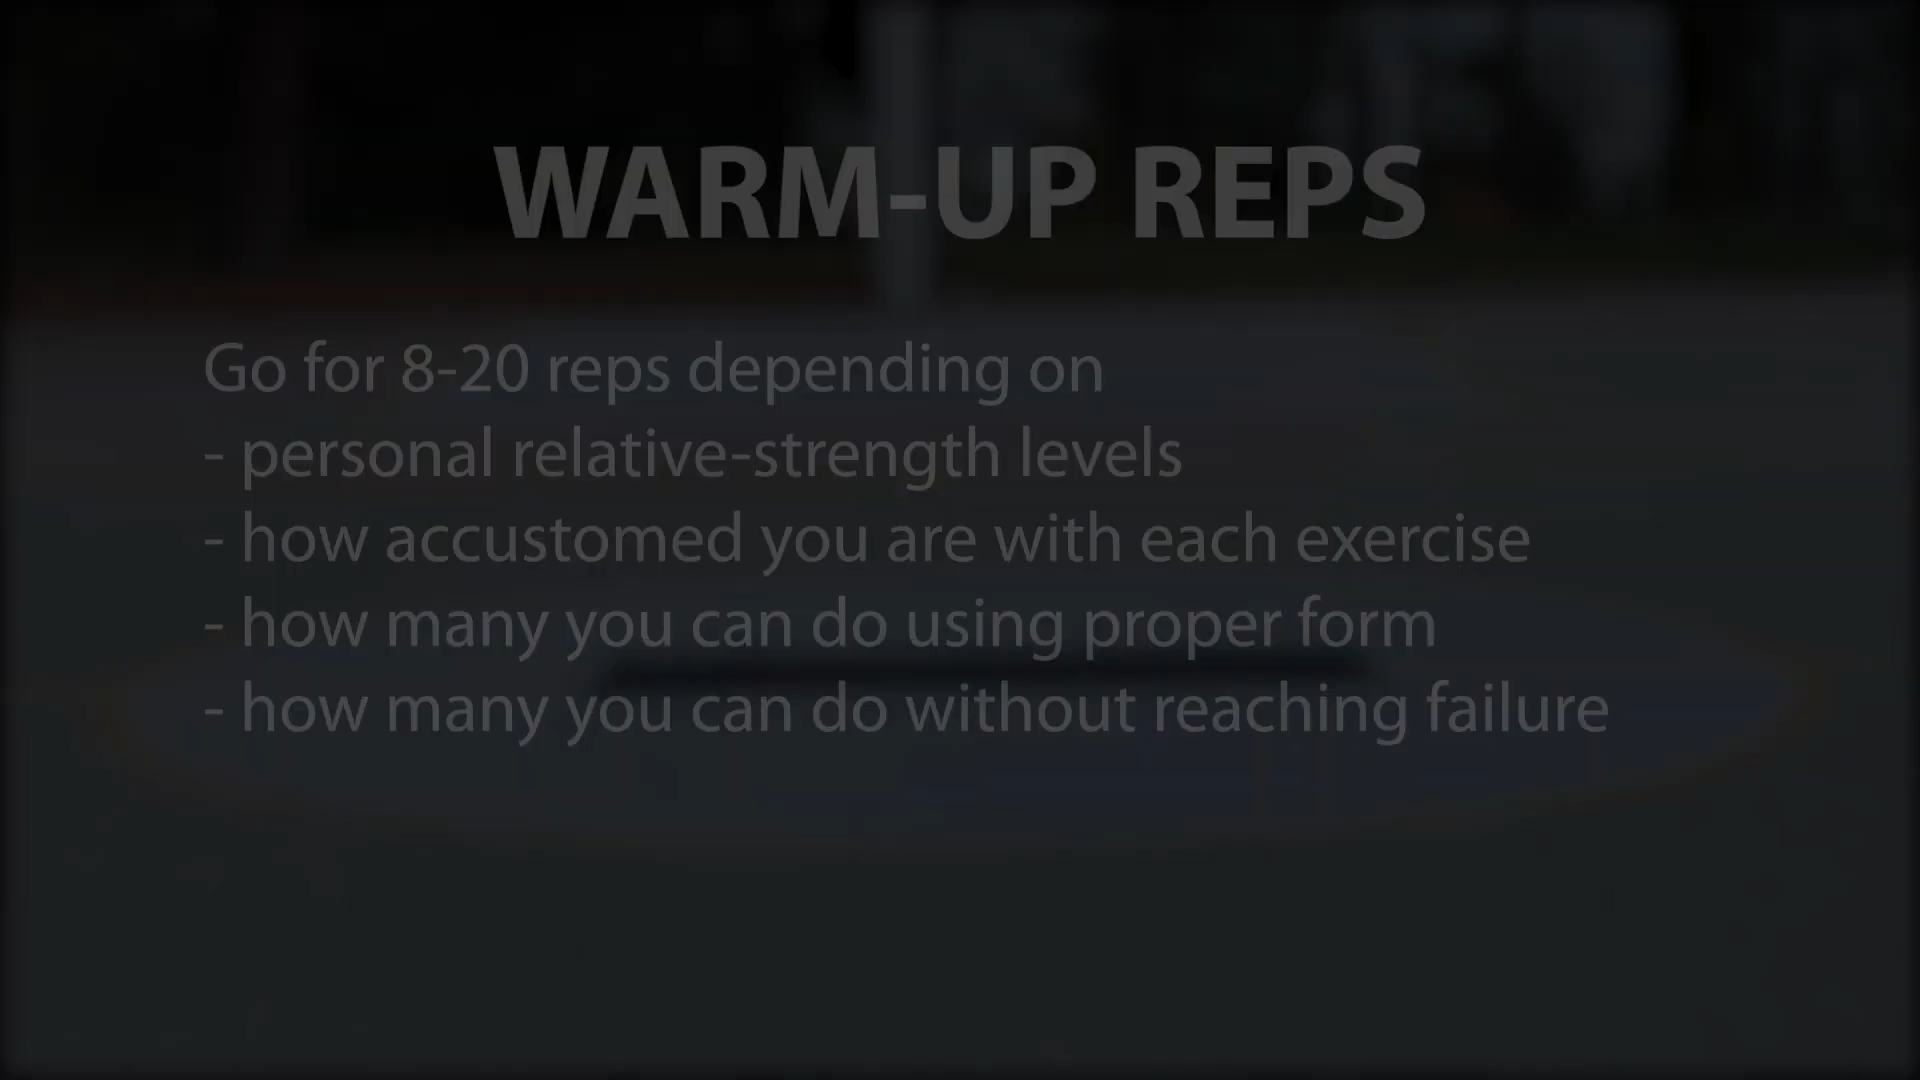 WARM-UP REPS
Go for 8-20 reps depending on
- personal relative-strength levels
- how accustomed you are with each exercise
- how many you can do using proper form
- how many you can do without reaching failure